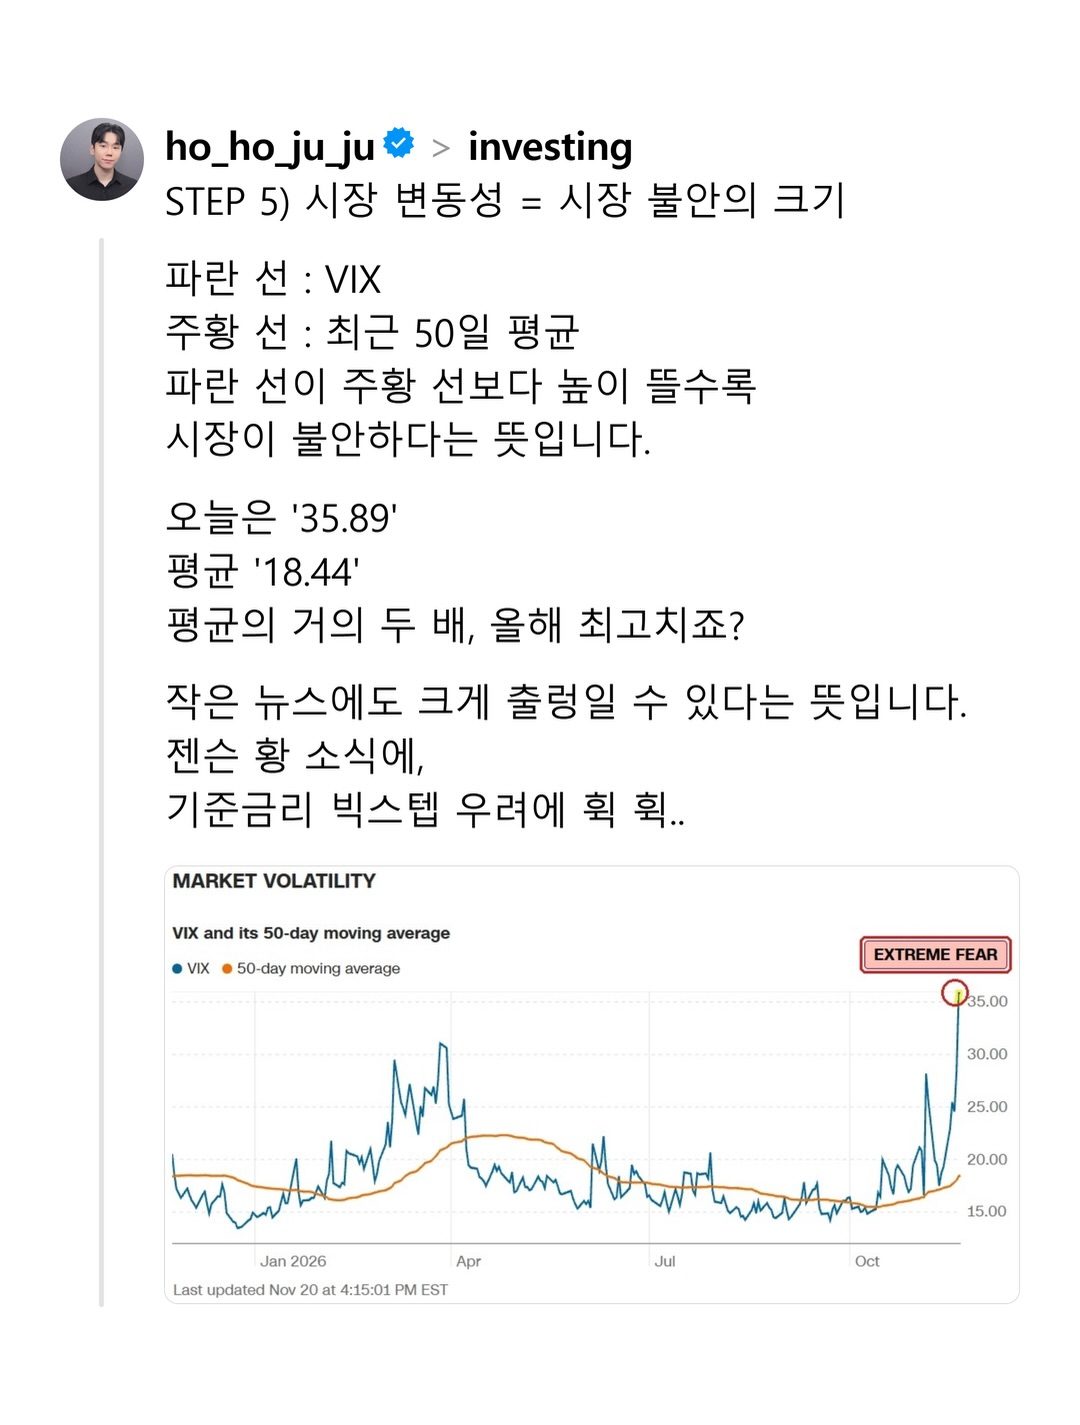 ho_ho_ju_ju > investing
STEP 5) 시장 변동성 = 시장 불안의 크기
파란 선 : VIX
주황 선 : 최근 50일 평균
파란 선이 주황 선보다 높이 뜰수록
시장이 불안하다는 뜻입니다.
오늘은 '35.89'
평균 '18.44'
평균의 거의 두 배, 올해 최고치죠?
작은 뉴스에도 크게 출렁일 수 있다는 뜻입니다.
젠슨 황 소식에,
기준금리 빅스텝 우려에 휙 휙..
MARKET VOLATILITY
VIX and its 50-day moving average
VIX 50-day moving average
EXTREME FEAR
35.00
30.00
25.00
20.00
15.00
Jan 2026 Apr Jul Oct
Last updated Nov 20 at 4:15:01 PM EST